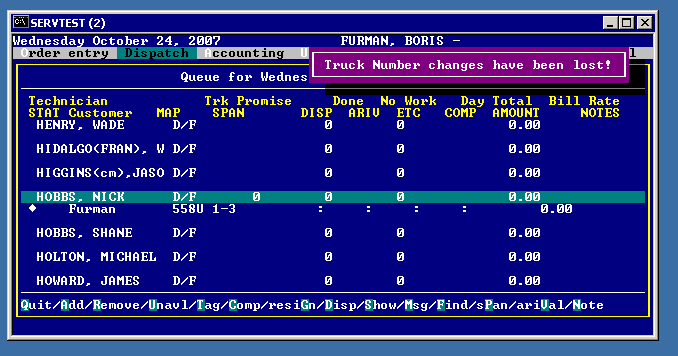 SERVTEST (2)
Wednesday October 24, 2007 FURMAN, BORIS -
Order entry Dispatch Accounting U l
Truck Number changes have been lost!
Queue for Wednes
Technician Trk Promise Done No Work Day Total Bill Rate
STAT Customer MAP SPAN DISP ARIV ETC COMP AMOUNT NOTES
HENRY, WADE D/F 0 0 0.00
HIDALGO(FRAN), W D/F 0 0 0.00
HIGGINS(cm),JASO D/F 0 0 0.00
HOBBS, NICK D/F 0 0 0 0.00
♦ Furman 558U 1-3 : : : : 0.00
HOBBS, SHANE D/F 0 0 0.00
HOLTON, MICHAEL D/F 0 0 0.00
HOWARD, JAMES D/F 0 0 0.00
Quit/Add/Remove/Unavl/Tag/Comp/resiGn/Disp/Show/Msg/Find/sPan/ariVal/Note